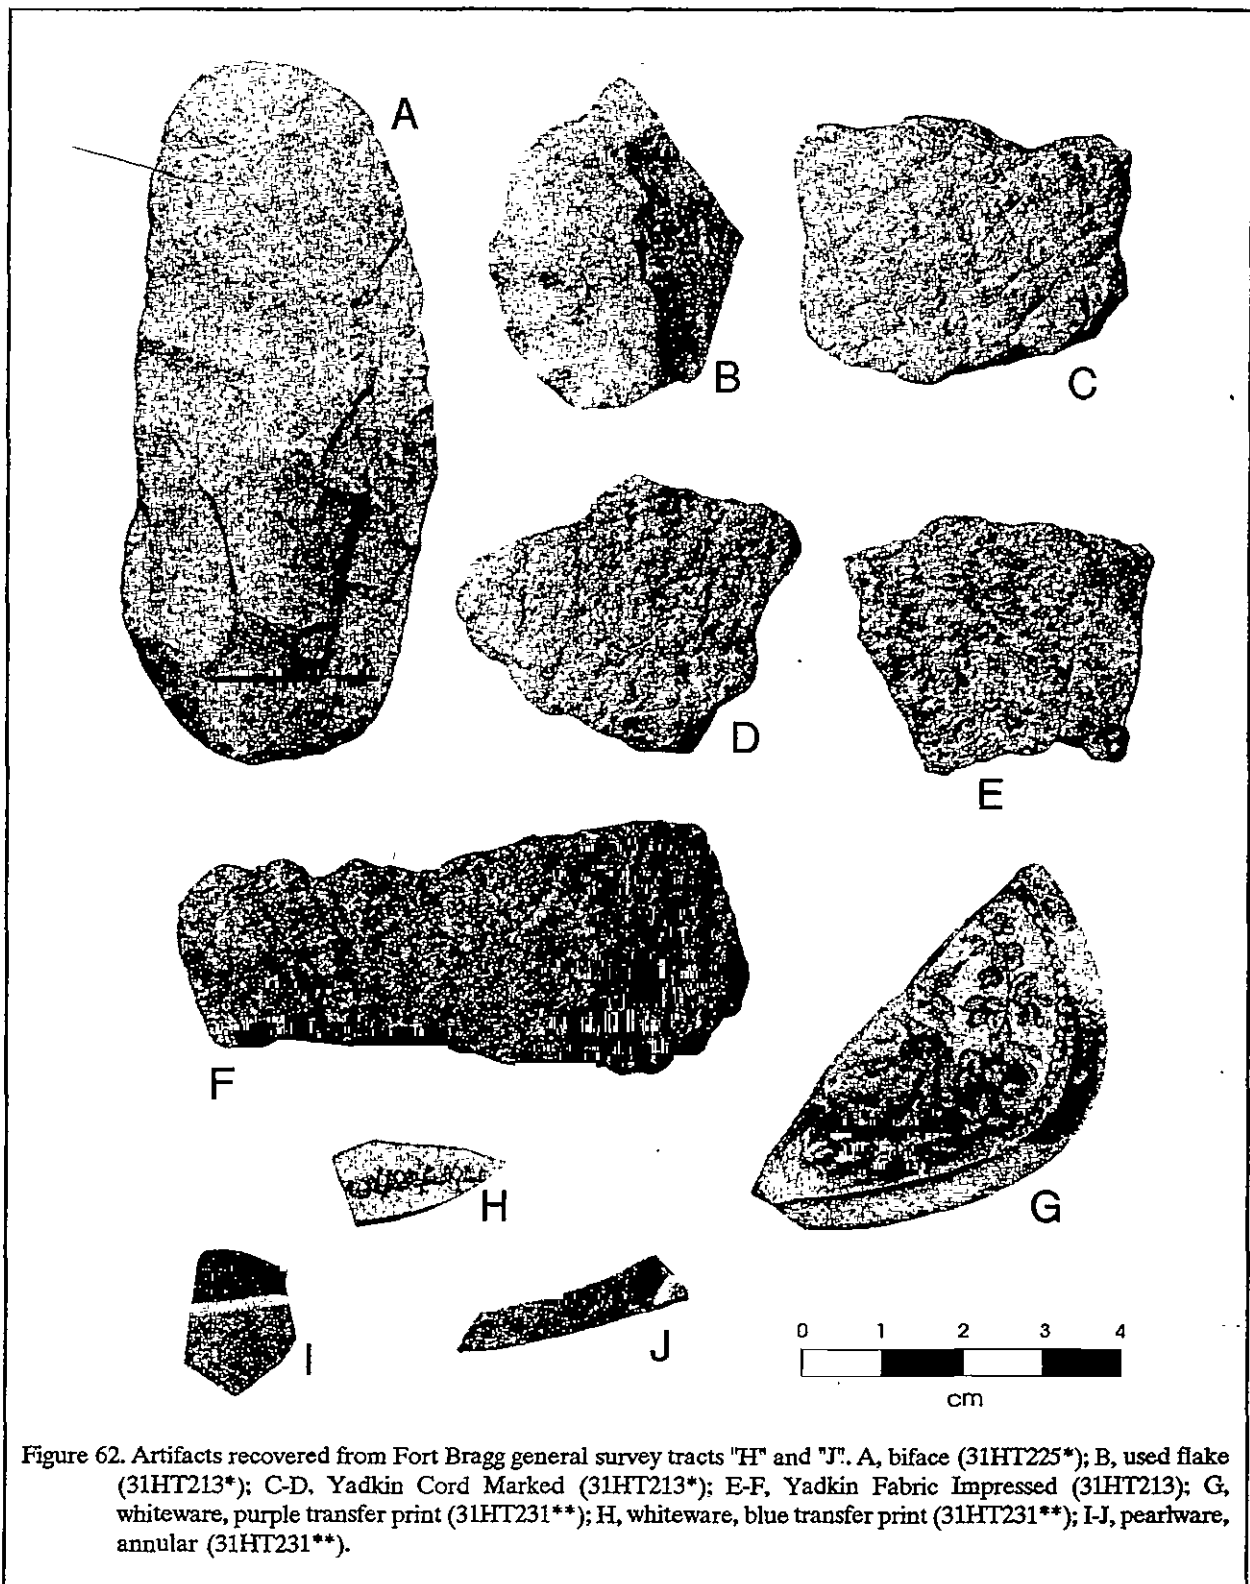 A
B
C
D
E
F
G
H
I
J
0 1 2 3 4
cm
Figure 62. Artifacts recovered from Fort Bragg general survey tracts "H" and "J". A, biface (31HT225*); B, used flake
(31HT213*); C-D, Yadkin Cord Marked (31HT213*); E-F, Yadkin Fabric Impressed (31HT213); G,
whiteware, purple transfer print (31HT231**); H, whiteware, blue transfer print (31HT231**); I-J, pearlware,
annular (31HT231**).